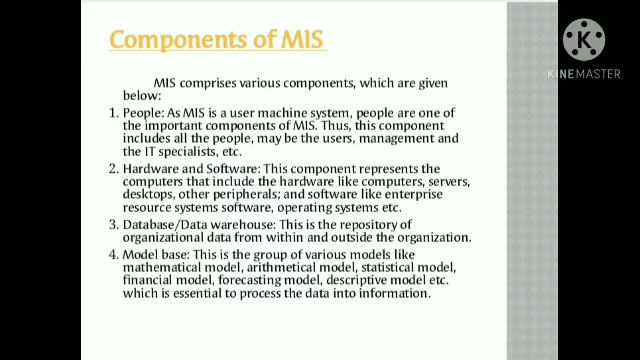 Components of MIS
KINEMASTER
MIS comprises various components, which are given
below:
1. People: As MIS is a user machine system, people are one of
the important components of MIS. Thus, this component
includes all the people, may be the users, management and
the IT specialists, etc.
2. Hardware and Software: This component represents the
computers that include the hardware like computers, servers,
desktops, other peripherals; and software like enterprise
resource systems software, operating systems etc.
3. Database/Data warehouse: This is the repository of
organizational data from within and outside the organization.
4. Model base: This is the group of various models like
mathematical model, arithmetical model, statistical model,
financial model, forecasting model, descriptive model etc.
which is essential to process the data into information.